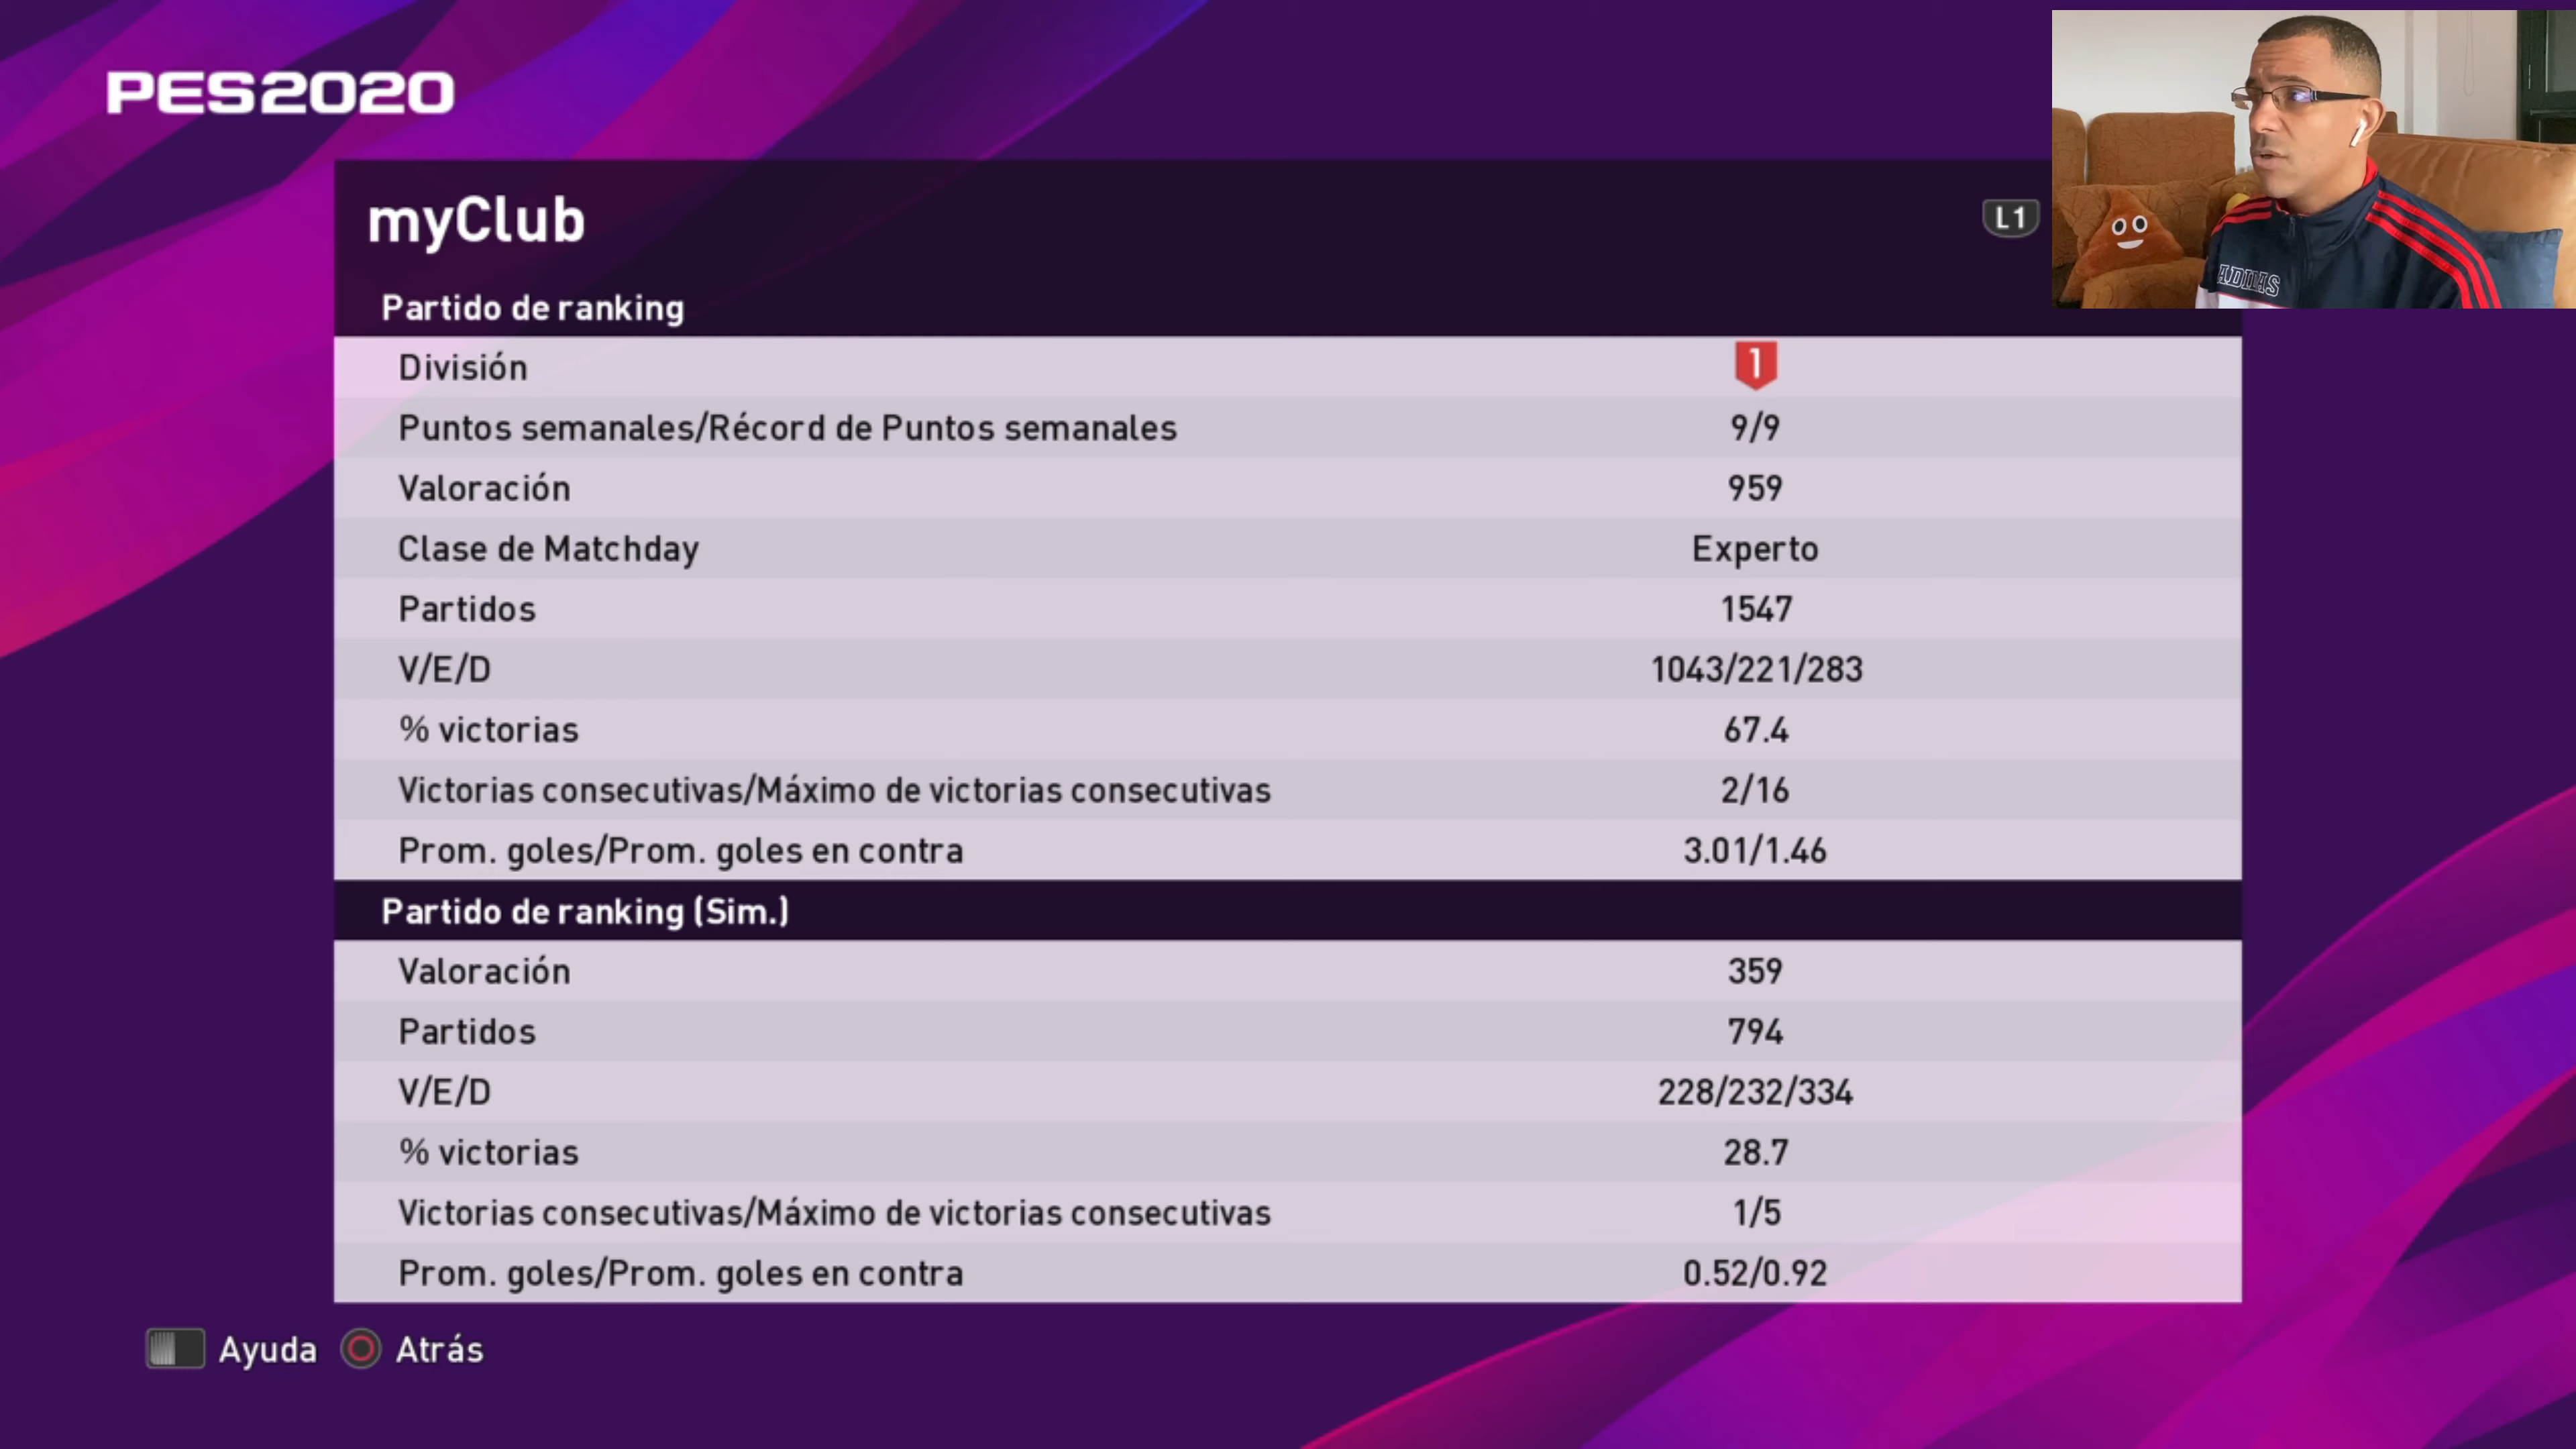 PES2020
myClub
L1
Partido de ranking
División 1
Puntos semanales/Récord de Puntos semanales 9/9
Valoración 959
Clase de Matchday Experto
Partidos 1547
V/E/D 1043/221/283
% victorias 67.4
Victorias consecutivas/Máximo de victorias consecutivas 2/16
Prom. goles/Prom. goles en contra 3.01/1.46
Partido de ranking (Sim.)
Valoración 359
Partidos 794
V/E/D 228/232/334
% victorias 28.7
Victorias consecutivas/Máximo de victorias consecutivas 1/5
Prom. goles/Prom. goles en contra 0.52/0.92
Ayuda Atrás
ADIDAS